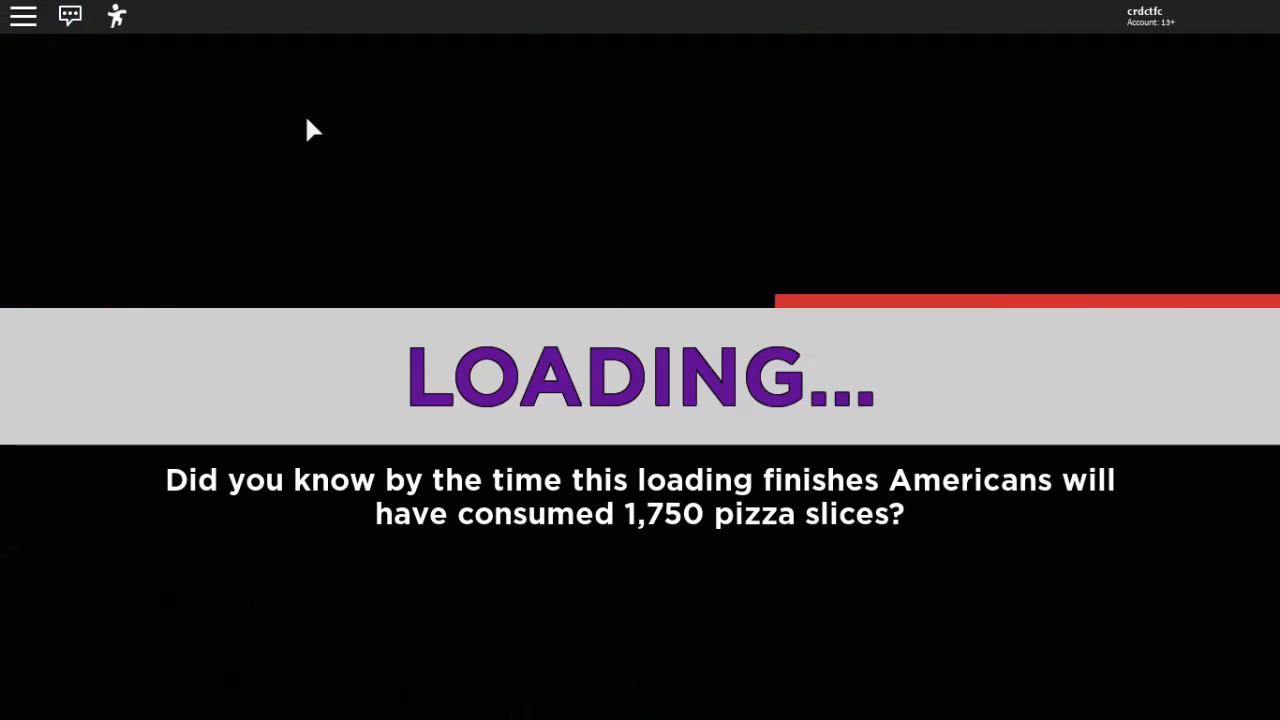 crdctfc
Account: 13+
LOADING...
Did you know by the time this loading finishes Americans will
have consumed 1,750 pizza slices?